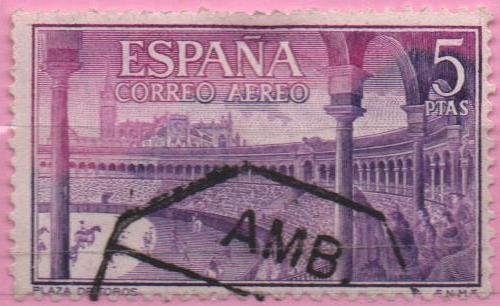 ESPAÑA
CORREO AEREO
5
PTAS
AMB
PLAZA DE TOROS
F.N.M.T.